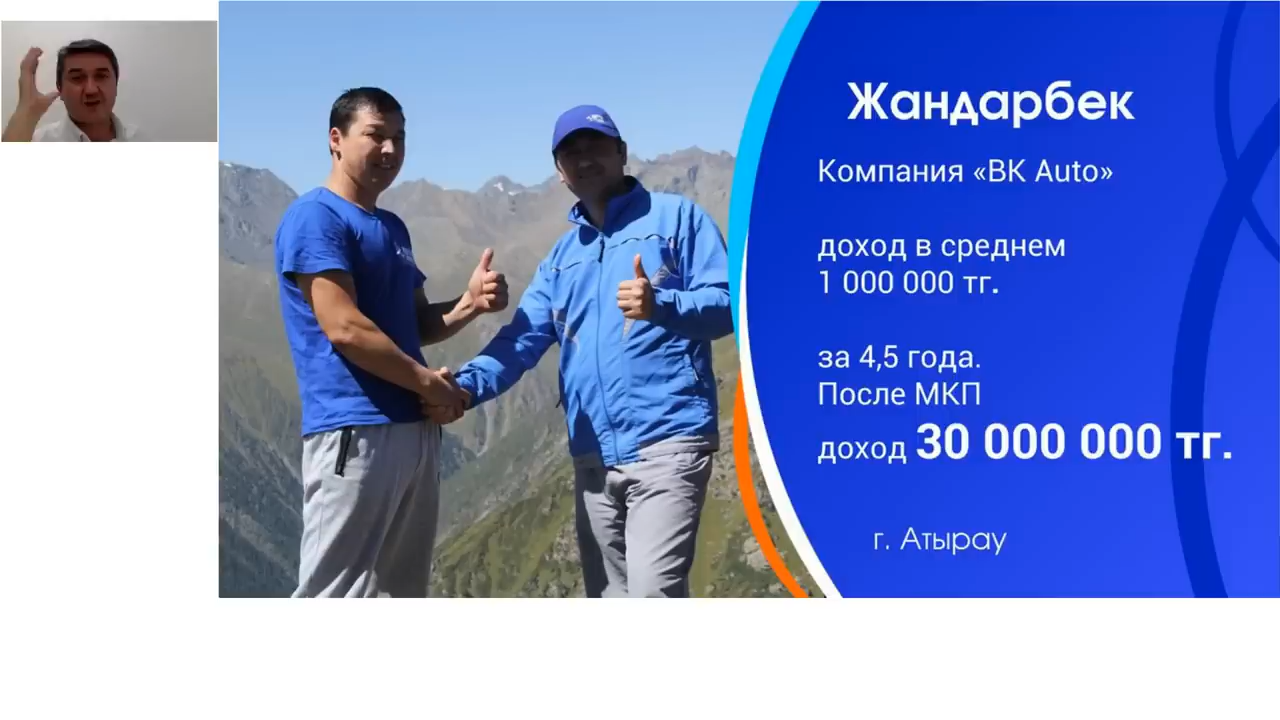 Жандарбек
Компания «ВК Auto»
доход в среднем
1 000 000 тг.
за 4,5 года.
После МКП
доход 30 000 000 тг.
г. Атырау